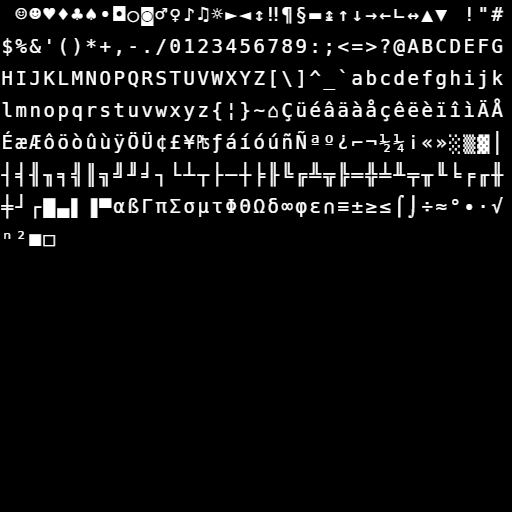 ☺☻♥♦♣♠•◘○◙♂♀♪♫☼►◄↕‼¶§▬↨↑↓→←∟↔▲▼ !"#
$%&'()*+,-./0123456789:;<=>?@ABCDEFG
HIJKLMNOPQRSTUVWXYZ[\]^_`abcdefghijk
lmnopqrstuvwxyz{¦}~⌂ÇüéâäàåçêëèïîìÄÅ
ÉæÆôöòûùÿÖÜ¢£¥₧ƒáíóúñÑªº¿⌐¬½¼¡«»░▒▓│
┤╡╢╖╕╣║╗╝╜╛┐└┴┬├─┼╞╟╚╔╩╦╠═╬╧╨╤╥╙╘╒╓╫
╪┘┌█▄▌▐▀αßΓπΣσµτΦΘΩδ∞φε∩≡±≥≤⌠⌡÷≈°∙·√
ⁿ²■□